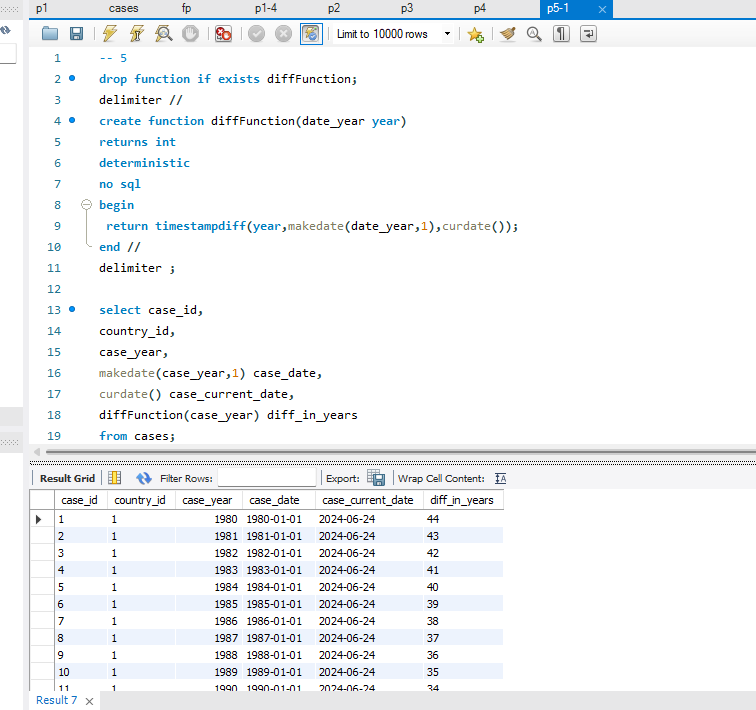 p1 cases fp p1-4 p2 p3 p4 p5-1
Limit to 10000 rows
1 -- 5
2 drop function if exists diffFunction;
3 delimiter //
4 create function diffFunction(date_year year)
5 returns int
6 deterministic
7 no sql
8 begin
9 return timestampdiff(year,makedate(date_year,1),curdate());
10 end //
11 delimiter ;
12
13 select case_id,
14 country_id,
15 case_year,
16 makedate(case_year,1) case_date,
17 curdate() case_current_date,
18 diffFunction(case_year) diff_in_years
19 from cases;
Result Grid Filter Rows: Export: Wrap Cell Content:
case_id country_id case_year case_date case_current_date diff_in_years
1 1 1980 1980-01-01 2024-06-24 44
2 1 1981 1981-01-01 2024-06-24 43
3 1 1982 1982-01-01 2024-06-24 42
4 1 1983 1983-01-01 2024-06-24 41
5 1 1984 1984-01-01 2024-06-24 40
6 1 1985 1985-01-01 2024-06-24 39
7 1 1986 1986-01-01 2024-06-24 38
8 1 1987 1987-01-01 2024-06-24 37
9 1 1988 1988-01-01 2024-06-24 36
10 1 1989 1989-01-01 2024-06-24 35
11 1 1990 1990-01-01 2024-06-24 34
Result 7